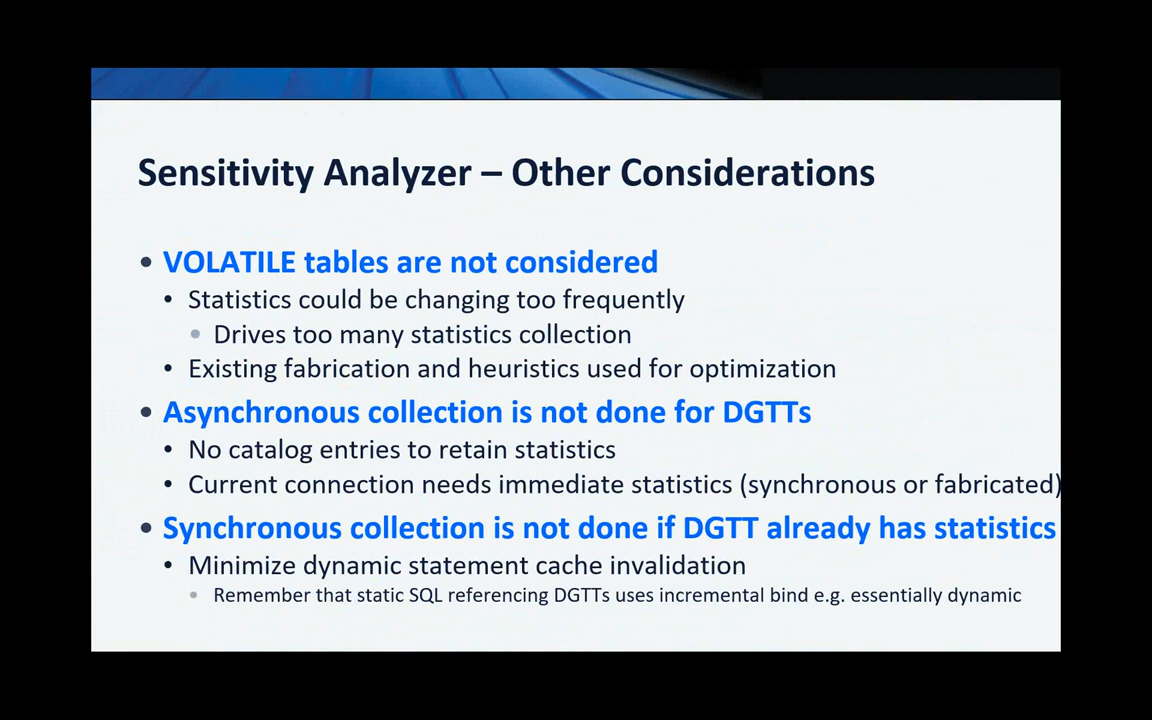 Sensitivity Analyzer – Other Considerations
• VOLATILE tables are not considered
• Statistics could be changing too frequently
• Drives too many statistics collection
• Existing fabrication and heuristics used for optimization
• Asynchronous collection is not done for DGTTs
• No catalog entries to retain statistics
• Current connection needs immediate statistics (synchronous or fabricated)
• Synchronous collection is not done if DGTT already has statistics
• Minimize dynamic statement cache invalidation
• Remember that static SQL referencing DGTTs uses incremental bind e.g. essentially dynamic